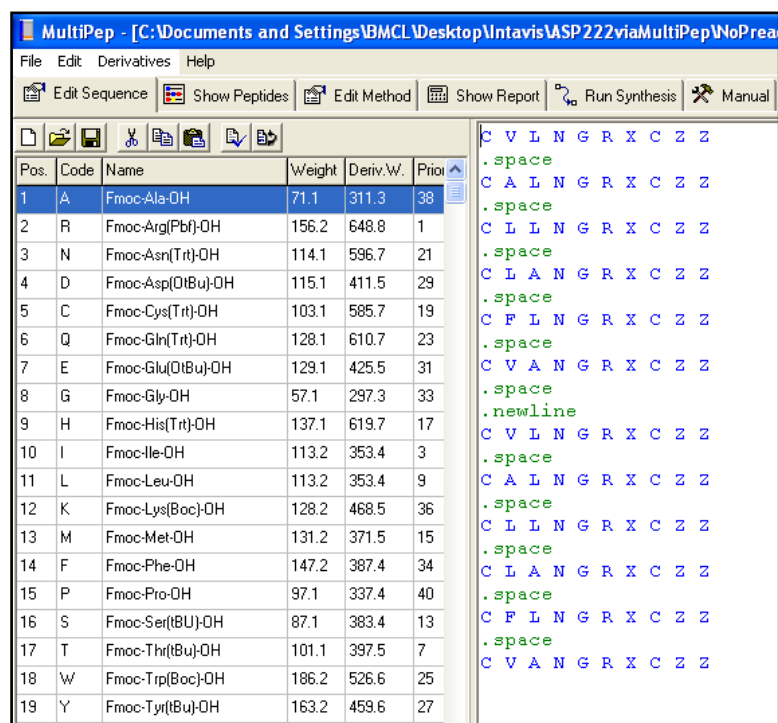 MultiPep - [C:\Documents and Settings\BMCL\Desktop\Intavis\ASP222viaMultiPep\NoPrea
File Edit Derivatives Help
Edit Sequence Show Peptides Edit Method Show Report Run Synthesis Manual
Pos. Code Name Weight Deriv.W. Prior
1 A Fmoc-Ala-OH 71.1 311.3 38
2 R Fmoc-Arg(Pbf)-OH 156.2 648.8 1
3 N Fmoc-Asn(Trt)-OH 114.1 596.7 21
4 D Fmoc-Asp(OtBu)-OH 115.1 411.5 29
5 C Fmoc-Cys(Trt)-OH 103.1 585.7 19
6 Q Fmoc-Gln(Trt)-OH 128.1 610.7 23
7 E Fmoc-Glu(OtBu)-OH 129.1 425.5 31
8 G Fmoc-Gly-OH 57.1 297.3 33
9 H Fmoc-His(Trt)-OH 137.1 619.7 17
10 I Fmoc-Ile-OH 113.2 353.4 3
11 L Fmoc-Leu-OH 113.2 353.4 9
12 K Fmoc-Lys(Boc)-OH 128.2 468.5 36
13 M Fmoc-Met-OH 131.2 371.5 15
14 F Fmoc-Phe-OH 147.2 387.4 34
15 P Fmoc-Pro-OH 97.1 337.4 40
16 S Fmoc-Ser(tBU)-OH 87.1 383.4 13
17 T Fmoc-Thr(tBu)-OH 101.1 397.5 7
18 W Fmoc-Trp(Boc)-OH 186.2 526.6 25
19 Y Fmoc-Tyr(tBu)-OH 163.2 459.6 27
C V L N G R X C Z Z
.space
C A L N G R X C Z Z
.space
C L L N G R X C Z Z
.space
C L A N G R X C Z Z
.space
C F L N G R X C Z Z
.space
C V A N G R X C Z Z
.space
.newline
C V L N G R X C Z Z
.space
C A L N G R X C Z Z
.space
C L L N G R X C Z Z
.space
C L A N G R X C Z Z
.space
C F L N G R X C Z Z
.space
C V A N G R X C Z Z